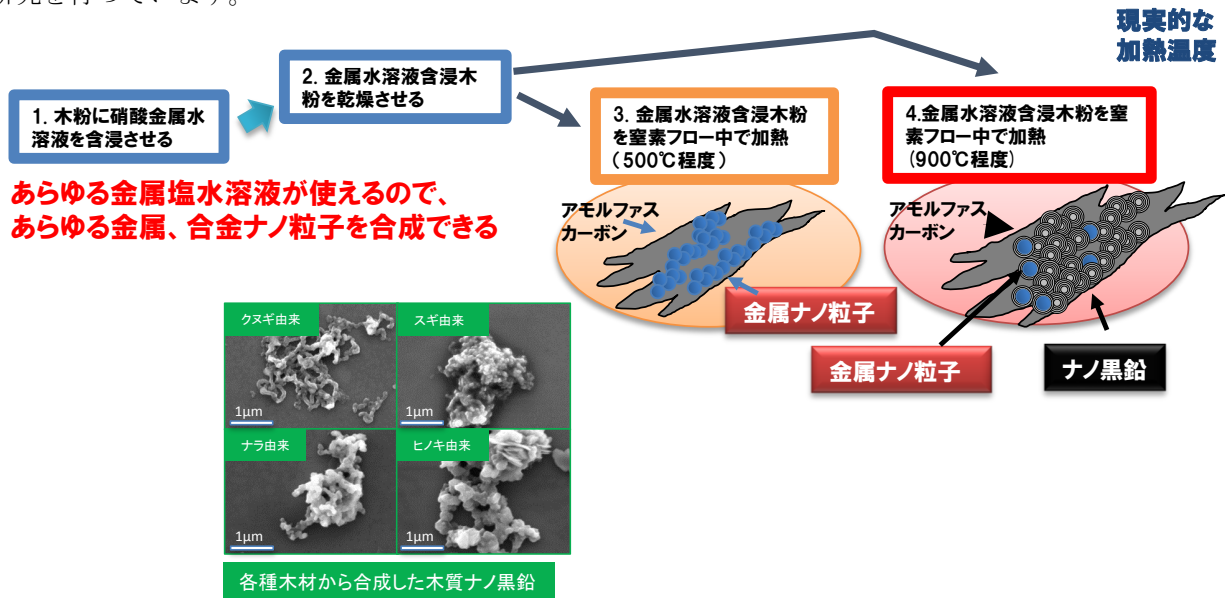 研究を行っています。
現実的な
加熱温度
1. 木粉に硝酸金属水
溶液を含浸させる
2. 金属水溶液含浸木
粉を乾燥させる
3. 金属水溶液含浸木粉
を窒素フロー中で加熱
(500℃程度)
4.金属水溶液含浸木粉を窒
素フロー中で加熱
(900℃程度)
あらゆる金属塩水溶液が使えるので、
あらゆる金属、合金ナノ粒子を合成できる
アモルファス
カーボン
金属ナノ粒子
アモルファス
カーボン
金属ナノ粒子
ナノ黒鉛
クヌギ由来
1μm
スギ由来
1μm
ナラ由来
1μm
ヒノキ由来
1μm
各種木材から合成した木質ナノ黒鉛